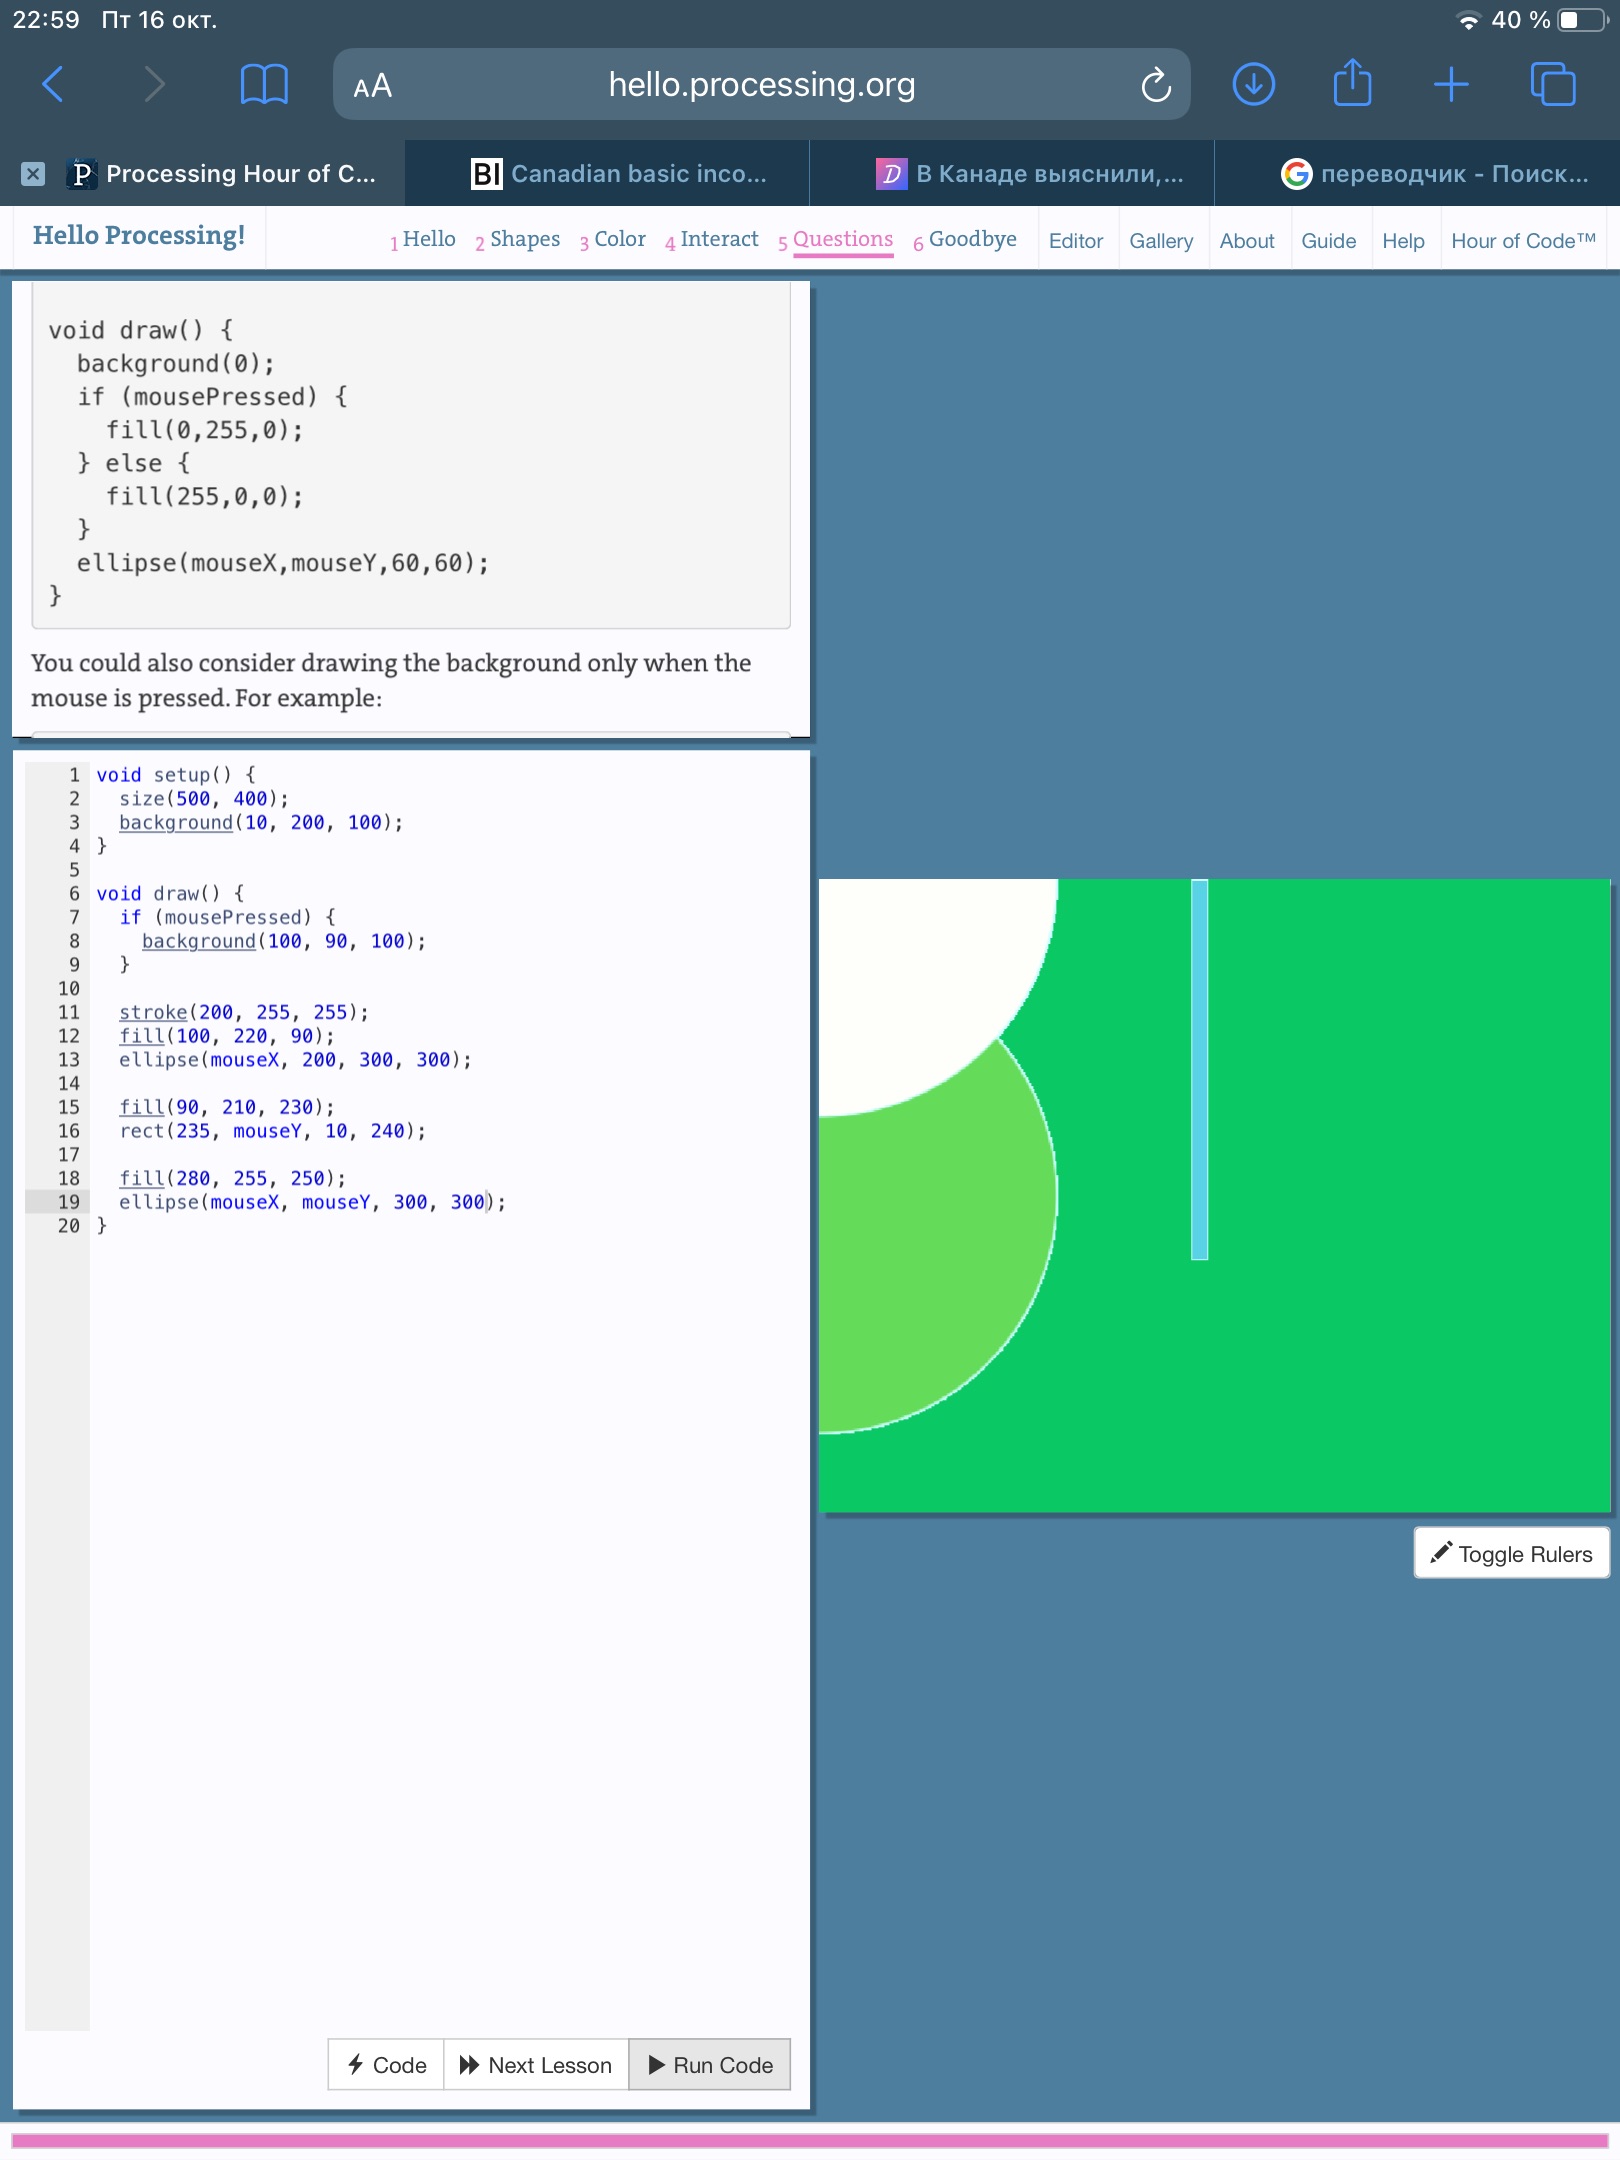 22:59 Пт 16 окт.
40 %
AA hello.processing.org
Processing Hour of C...
BI Canadian basic inco...
D В Канаде выяснили,...
G переводчик - Поиск...
Hello Processing!
1 Hello 2 Shapes 3 Color 4 Interact 5 Questions 6 Goodbye Editor Gallery About Guide Help Hour of Code™
void draw() {
  background(0);
  if (mousePressed) {
    fill(0,255,0);
  } else {
    fill(255,0,0);
  }
  ellipse(mouseX,mouseY,60,60);
}
You could also consider drawing the background only when the
mouse is pressed. For example:
1 void setup() {
2   size(500, 400);
3   background(10, 200, 100);
4 }
5
6 void draw() {
7   if (mousePressed) {
8     background(100, 90, 100);
9   }
10
11   stroke(200, 255, 255);
12   fill(100, 220, 90);
13   ellipse(mouseX, 200, 300, 300);
14
15   fill(90, 210, 230);
16   rect(235, mouseY, 10, 240);
17
18   fill(280, 255, 250);
19   ellipse(mouseX, mouseY, 300, 300);
20 }
Toggle Rulers
Code Next Lesson Run Code